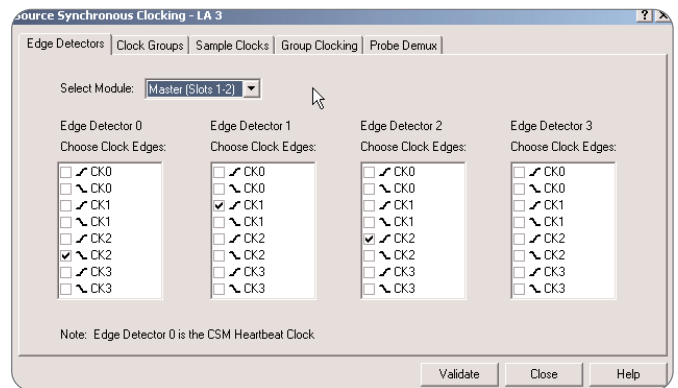 Source Synchronous Clocking - LA 3
Edge Detectors Clock Groups Sample Clocks Group Clocking Probe Demux
Select Module: Master (Slots 1-2)
Edge Detector 0 Edge Detector 1 Edge Detector 2 Edge Detector 3
Choose Clock Edges: Choose Clock Edges: Choose Clock Edges: Choose Clock Edges:
CK0 CK0 CK0 CK0
CK0 CK0 CK0 CK0
CK1 CK1 CK1 CK1
CK1 CK1 CK1 CK1
CK2 CK2 CK2 CK2
CK2 CK2 CK2 CK2
CK3 CK3 CK3 CK3
CK3 CK3 CK3 CK3
Note: Edge Detector 0 is the CSM Heartbeat Clock
Validate Close Help